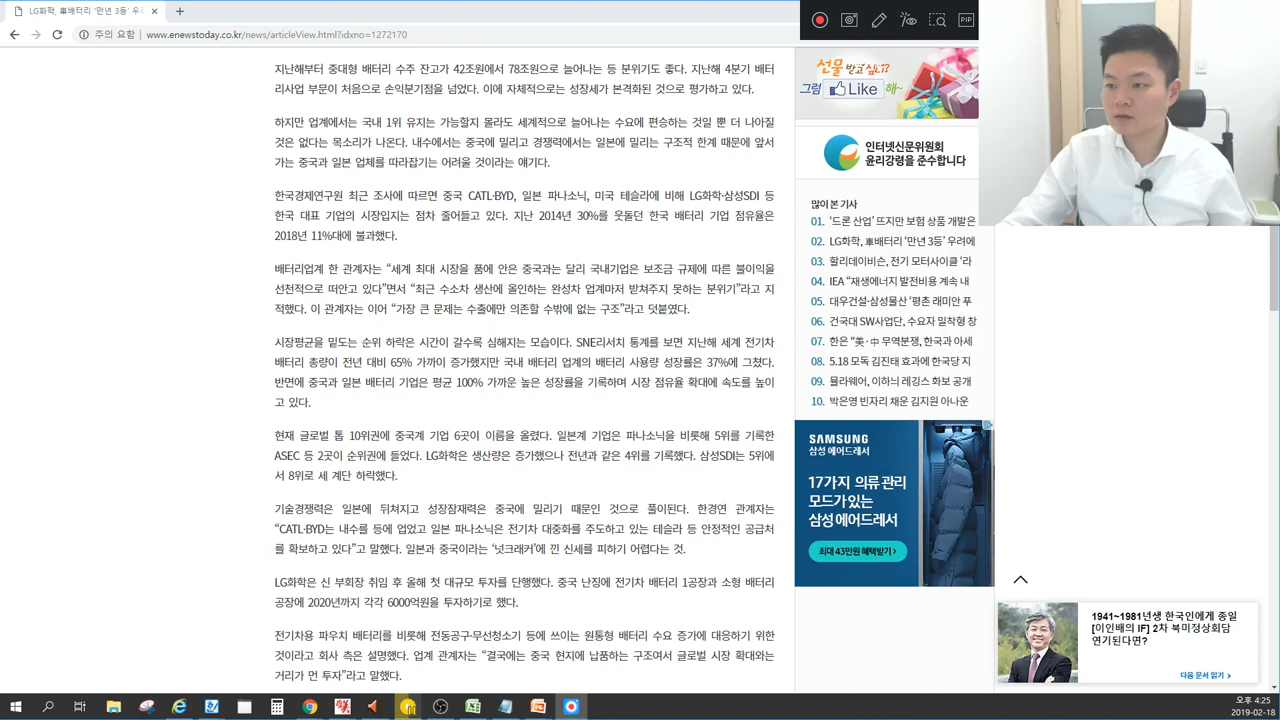 LG화학, 車배터리 '만년 3등' 우려
PIP
주의 요함
www.enewstoday.co.kr/news/articleView.html?idxno=1272170
지난해부터 중대형 배터리 수주 잔고가 42조원에서 78조원으로 늘어나는 등 분위기도 좋다. 지난해 4분기 배터
리사업 부문이 처음으로 손익분기점을 넘었다. 이에 자체적으로는 성장세가 본격화된 것으로 평가하고 있다.
하지만 업계에서는 국내 1위 유지는 가능할지 몰라도 세계적으로 늘어나는 수요에 편승하는 것일 뿐 더 나아질
것은 없다는 목소리가 나온다. 내수에서는 중국에 밀리고 경쟁력에서는 일본에 밀리는 구조적 한계 때문에 앞서
가는 중국과 일본 업체를 따라잡기는 어려울 것이라는 얘기다.
한국경제연구원 최근 조사에 따르면 중국 CATL·BYD, 일본 파나소닉, 미국 테슬라에 비해 LG화학·삼성SDI 등
한국 대표 기업의 시장입지는 점차 줄어들고 있다. 지난 2014년 30%를 웃돌던 한국 배터리 기업 점유율은
2018년 11%대에 불과했다.
배터리업계 한 관계자는 “세계 최대 시장을 품에 안은 중국과는 달리 국내기업은 보조금 규제에 따른 불이익을
선천적으로 떠안고 있다”면서 “최근 수소차 생산에 올인하는 완성차 업계마저 받쳐주지 못하는 분위기”라고 지
적했다. 이 관계자는 이어 “가장 큰 문제는 수출에만 의존할 수밖에 없는 구조”라고 덧붙였다.
시장평균을 밑도는 순위 하락은 시간이 갈수록 심해지는 모습이다. SNE리서치 통계를 보면 지난해 세계 전기차
배터리 총량이 전년 대비 65% 가까이 증가했지만 국내 배터리 업계의 배터리 사용량 성장률은 37%에 그쳤다.
반면에 중국과 일본 배터리 기업은 평균 100% 가까운 높은 성장률을 기록하며 시장 점유율 확대에 속도를 높이
고 있다.
현재 글로벌 톱 10위권에 중국계 기업 6곳이 이름을 올렸다. 일본계 기업은 파나소닉을 비롯해 5위를 기록한
ASEC 등 2곳이 순위권에 들었다. LG화학은 생산량은 증가했으나 전년과 같은 4위를 기록했다. 삼성SDI는 5위에
서 8위로 세 계단 하락했다.
기술경쟁력은 일본에 뒤쳐지고 성장잠재력은 중국에 밀리기 때문인 것으로 풀이된다. 한경연 관계자는
“CATL·BYD는 내수를 등에 업었고 일본 파나소닉은 전기차 대중화를 주도하고 있는 테슬라 등 안정적인 공급처
를 확보하고 있다”고 말했다. 일본과 중국이라는 ‘넛크래커’에 낀 신세를 피하기 어렵다는 것.
LG화학은 신 부회장 취임 후 올해 첫 대규모 투자를 단행했다. 중국 난징에 전기차 배터리 1공장과 소형 배터리
공장에 2020년까지 각각 6000억원을 투자하기로 했다.
전기차용 파우치 배터리를 비롯해 전동공구·무선청소기 등에 쓰이는 원통형 배터리 수요 증가에 대응하기 위한
것이라고 회사 측은 설명했다. 업계 관계자는 “결국에는 중국 현지에 납품하는 구조여서 글로벌 시장 확대와는
거리가 먼 투자”라고 말했다.
선물 받고 싶니?
그럼 Like 해~
인터넷신문위원회
윤리강령을 준수합니다
많이 본 기사
01. ‘드론 산업’ 뜨지만 보험 상품 개발은
02. LG화학, 車배터리 ‘만년 3등’ 우려에
03. 할리데이비슨, 전기 모터사이클 ‘라
04. IEA “재생에너지 발전비용 계속 내
05. 대우건설·삼성물산 ‘평촌 래미안 푸
06. 건국대 SW사업단, 수요자 밀착형 창
07. 한은 “美·中 무역분쟁, 한국과 아세
08. 5.18 모독 김진태 효과에 한국당 지
09. 뮬라웨어, 이하늬 레깅스 화보 공개
10. 박은영 빈자리 채운 김지원 아나운
SAMSUNG
삼성 에어드레서
17가지 의류 관리
모드가 있는
삼성 에어드레서
최대 43만원 혜택받기 >
1941~1981년생 한국인에게 종일
[이인배의 IF] 2차 북미정상회담
연기된다면?
다음 문서 읽기 >
오후 4:25
2019-02-18